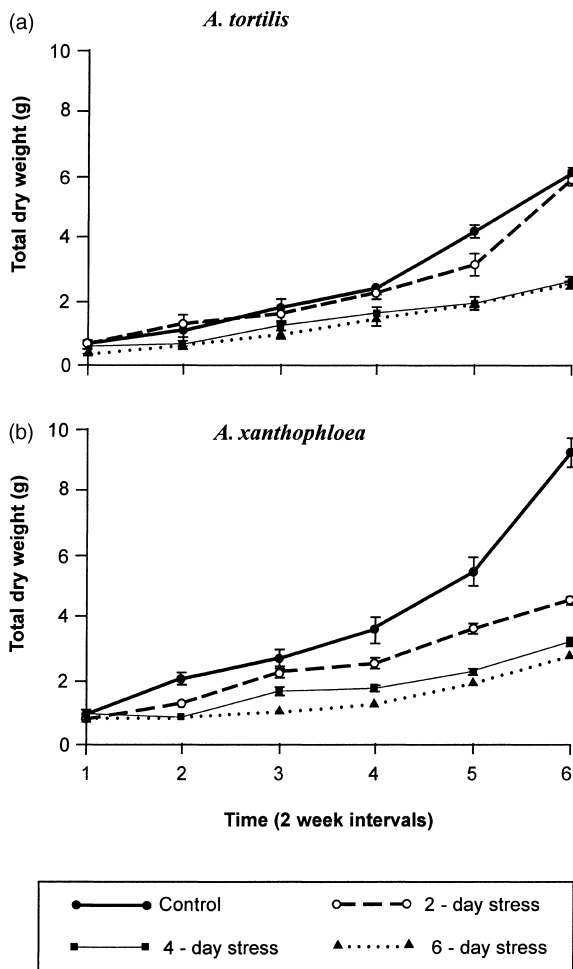 (a)
A. tortilis
10
8
6
4
2
0
Total dry weight (g)
(b)
A. xanthophloea
10
8
6
4
2
0
Total dry weight (g)
1 2 3 4 5 6
Time (2 week intervals)
Control 2 - day stress
4 - day stress 6 - day stress